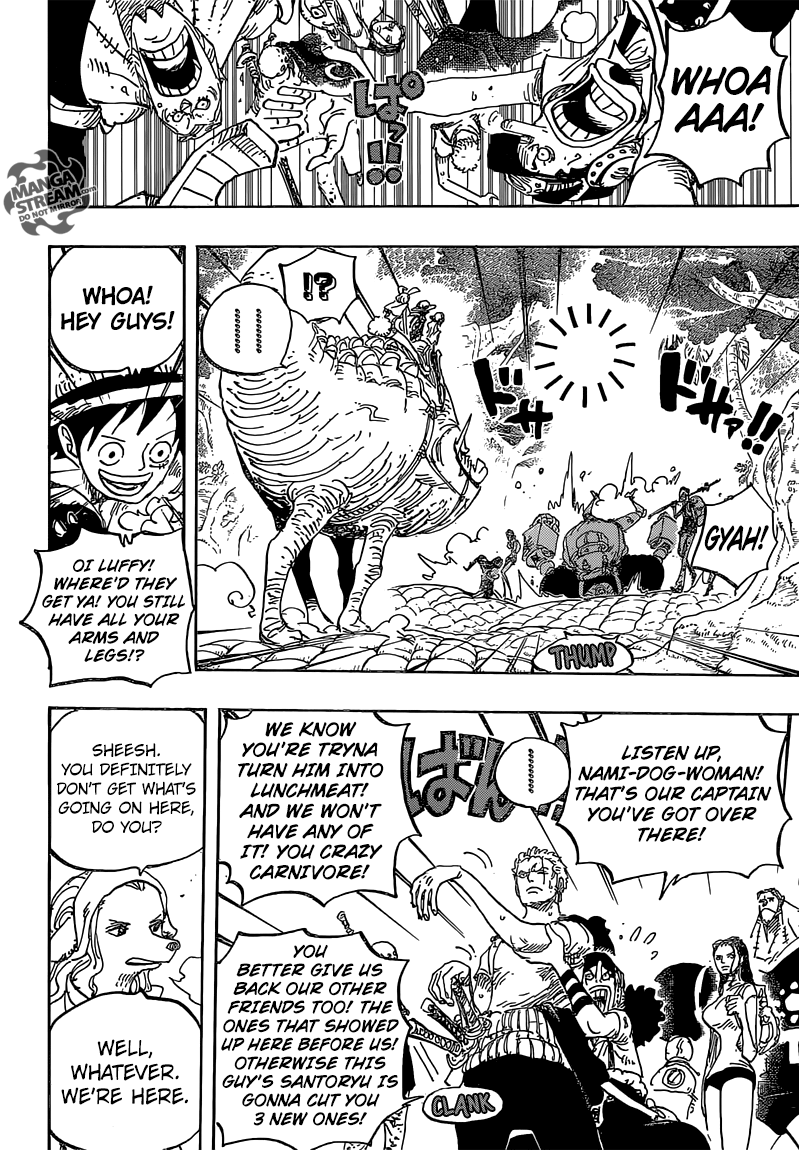 WHOA
AAA!
ぱっ!!
MANGA
STREAM.com
DO NOT MIRROR.
!?
ドサ
ドサァ!!
GYAH!
THUMP
WHOA!
HEY GUYS!
OI LUFFY!
WHERE'D THEY
GET YA! YOU STILL
HAVE ALL YOUR
ARMS AND
LEGS!?
LISTEN UP,
NAMI-DOG-WOMAN!
THAT'S OUR CAPTAIN
YOU'VE GOT OVER
THERE!
WE KNOW
YOU'RE TRYNA
TURN HIM INTO
LUNCHMEAT!
AND WE WON'T
HAVE ANY OF
IT! YOU CRAZY
CARNIVORE!
YOU
BETTER GIVE US
BACK OUR OTHER
FRIENDS TOO! THE
ONES THAT SHOWED
UP HERE BEFORE US!
OTHERWISE THIS
GUY'S SANTORYU IS
GONNA CUT YOU
3 NEW ONES!
CLANK
SHEESH.
YOU DEFINITELY
DON'T GET WHAT'S
GOING ON HERE,
DO YOU?
WELL,
WHATEVER.
WE'RE HERE.